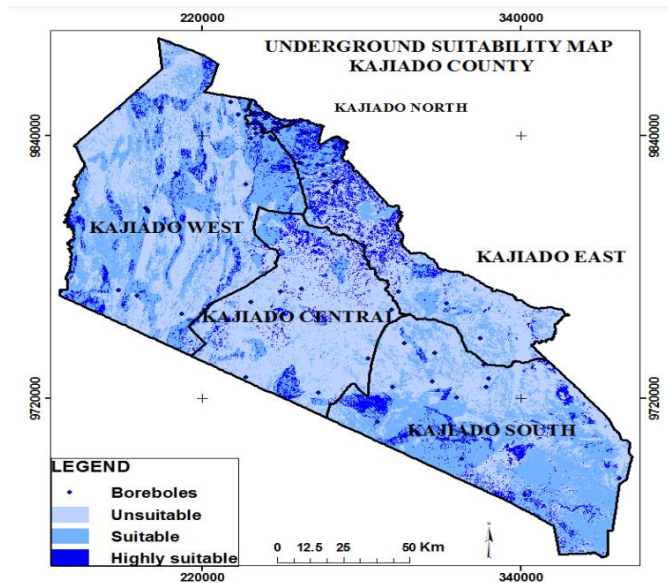 220000 340000
UNDERGROUND SUITABILITY MAP
KAJIADO COUNTY
KAJIADO NORTH
9840000 9840000
KAJIADO WEST
KAJIADO EAST
KAJIADO CENTRAL
9720000 9720000
KAJIADO SOUTH
LEGEND
Boreholes
Unsuitable
Suitable
Highly suitable
0 12.5 25 50 Km
220000 340000